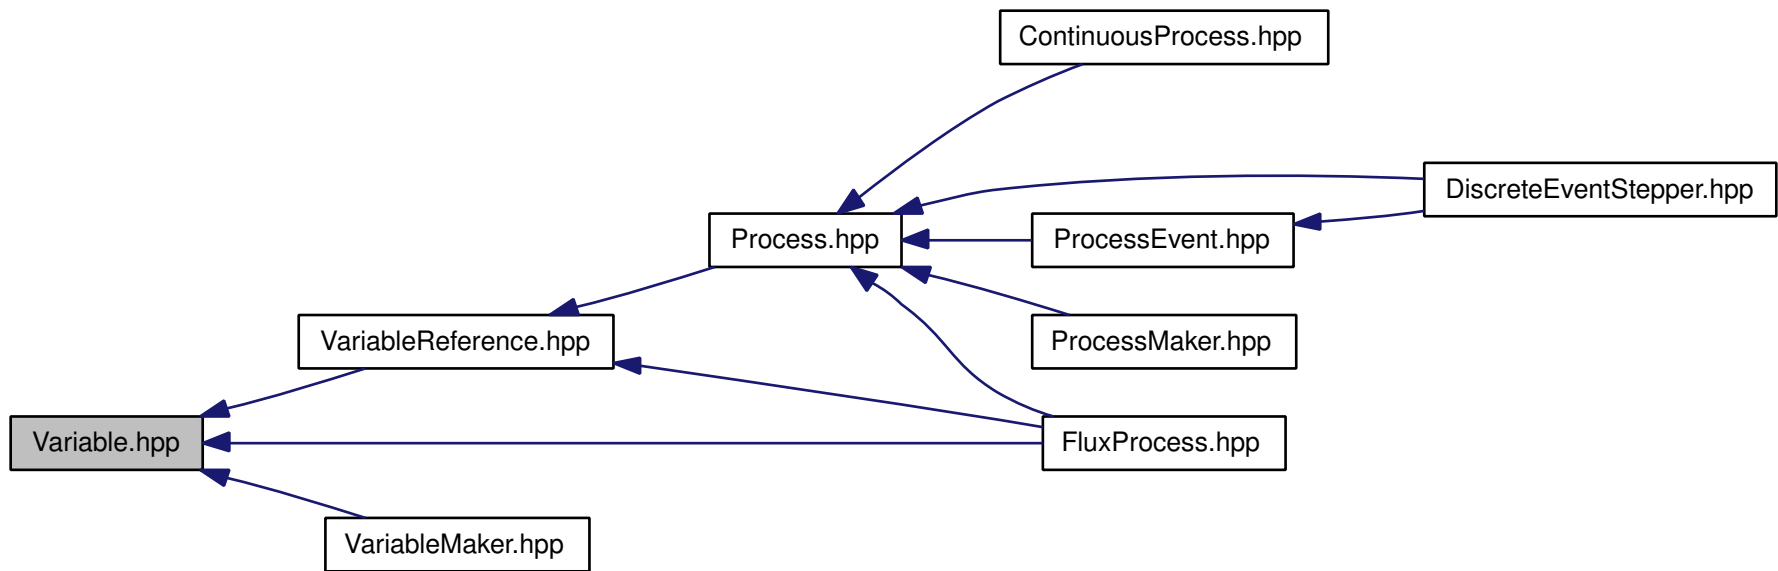 ContinuousProcess.hpp
DiscreteEventStepper.hpp
Process.hpp
ProcessEvent.hpp
VariableReference.hpp
ProcessMaker.hpp
Variable.hpp
FluxProcess.hpp
VariableMaker.hpp